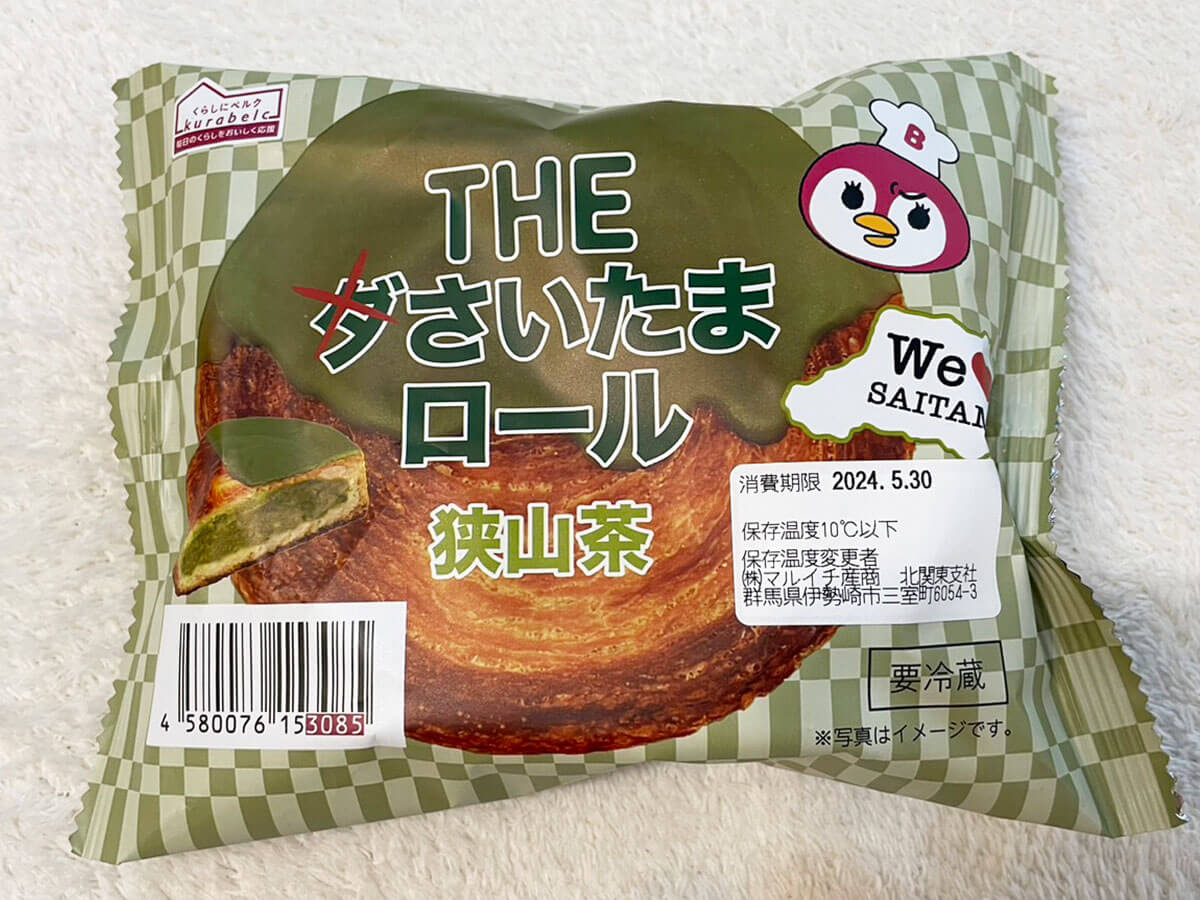 くらしにベルク
kurabelc
毎日のくらしをおいしく応援
B
THE
ダさいたま
ロール
狭山茶
We
SAITAM
消費期限 2024.5.30
保存温度10℃以下
保存温度変更者
㈱マルイチ産商 北関東支社
群馬県伊勢崎市三室町6054-3
要冷蔵
※写真はイメージです。
4 580076 153085